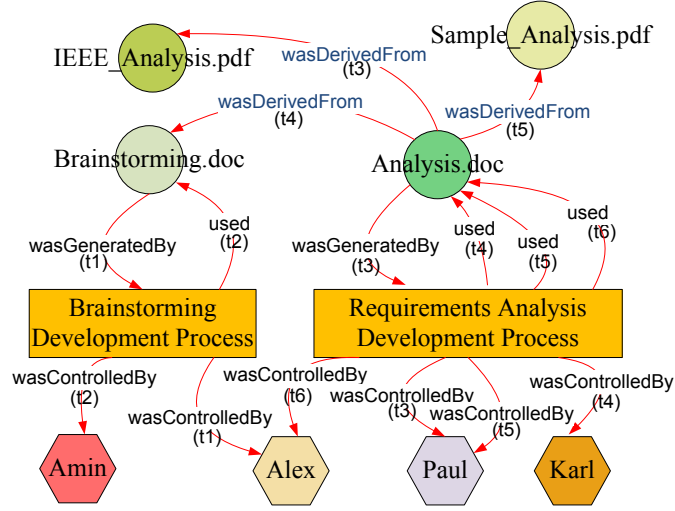 Sample_Analysis.pdf
IEEE_Analysis.pdf
wasDerivedFrom
(t3)
wasDerivedFrom
(t4)
wasDerivedFrom
(t5)
Brainstorming.doc
Analysis.doc
wasGeneratedBy
(t1)
used
(t2)
wasGeneratedBy
(t3)
used
(t4)
used
(t5)
used
(t6)
Brainstorming
Development Process
Requirements Analysis
Development Process
wasControlledBy
(t2)
wasControlledBy
(t1)
wasControlledBy
(t6)
wasControlledBy
(t3)
wasControlledBy
(t5)
wasControlledBy
(t4)
Amin
Alex
Paul
Karl